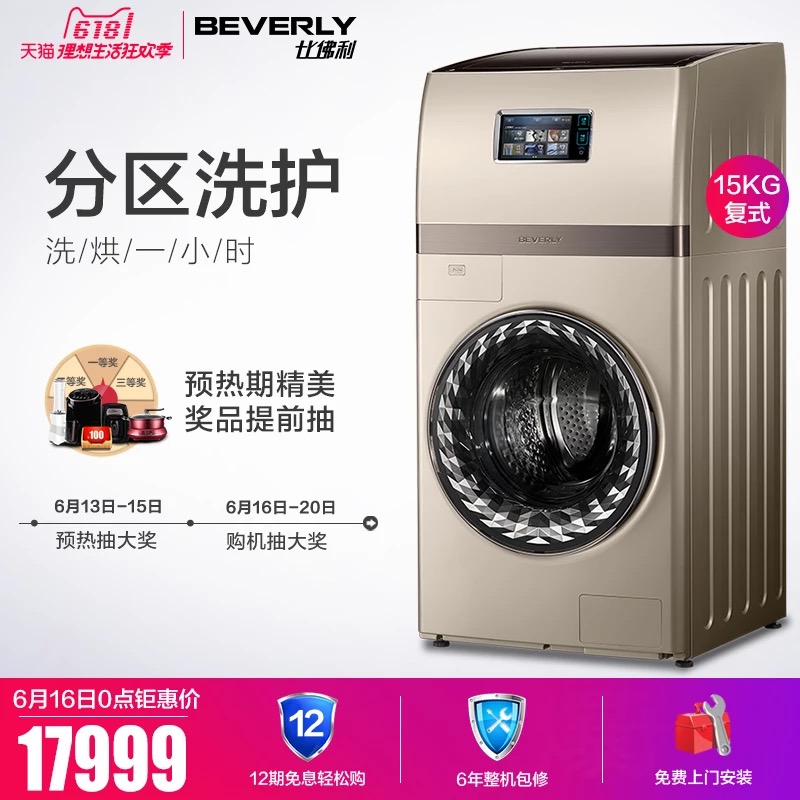 618
天猫 理想生活狂欢季
BEVERLY
比佛利
分区洗护
洗/烘一/小/时
15KG
复式
BEVERLY
BEVERLY
一等奖
三等奖
100
预热期精美
奖品提前抽
6月13日-15日
6月16日-20日
预热抽大奖
购机抽大奖
6月16日0点钜惠价
17999
12
12期免息轻松购
6年整机包修
免费上门安装